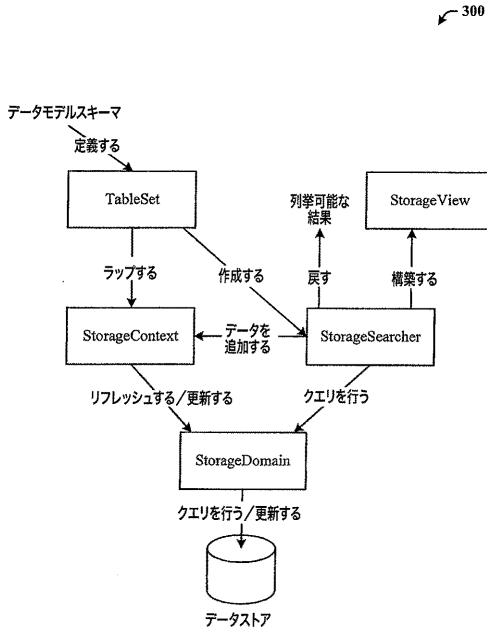 300
データモデルスキーマ
定義する
TableSet
列挙可能な
結果
StorageView
ラップする
作成する
戻す
構築する
StorageContext
データを
追加する
StorageSearcher
リフレッシュする/更新する
クエリを行う
StorageDomain
クエリを行う/更新する
データストア